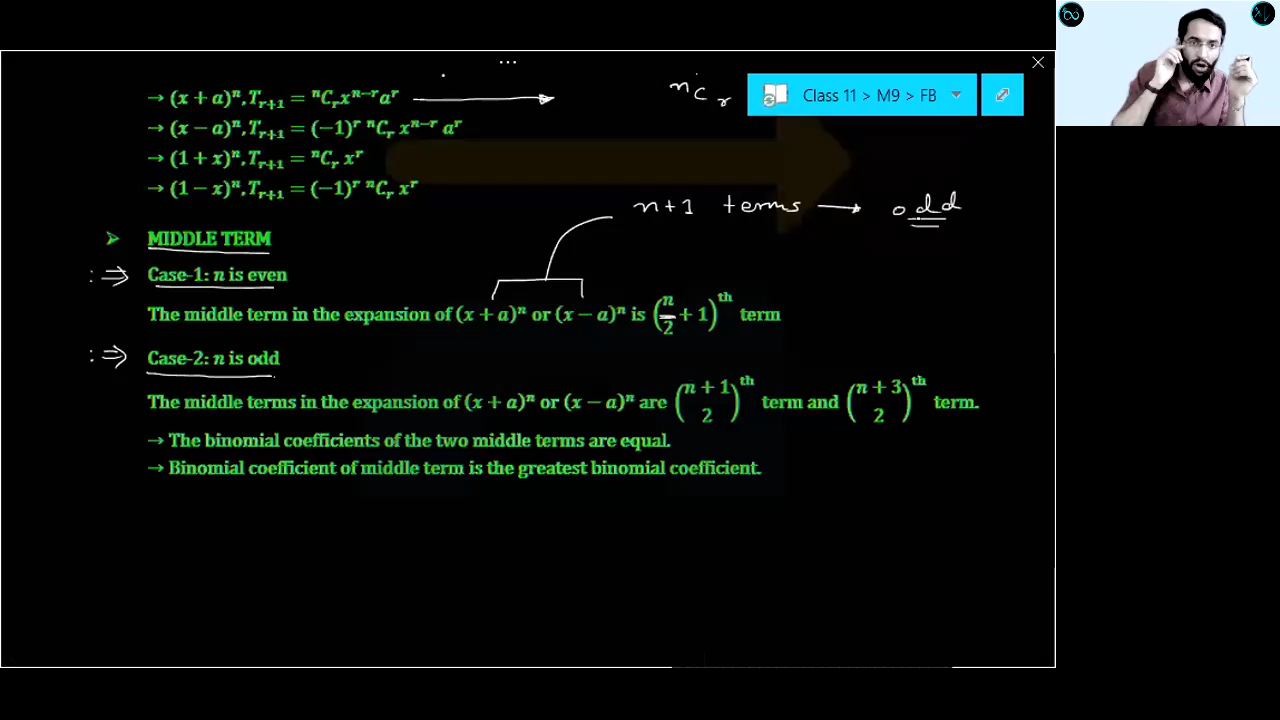 ...
→ (x + a)ⁿ, Tᵣ₊₁ = ⁿCᵣ xⁿ⁻ʳ aʳ
ⁿCᵣ
Class 11 > M9 > FB
→ (x − a)ⁿ, Tᵣ₊₁ = (−1)ʳ ⁿCᵣ xⁿ⁻ʳ aʳ
→ (1 + x)ⁿ, Tᵣ₊₁ = ⁿCᵣ xʳ
→ (1 − x)ⁿ, Tᵣ₊₁ = (−1)ʳ ⁿCᵣ xʳ
n+1 terms → odd
➢ MIDDLE TERM
:⇒ Case-1: n is even
The middle term in the expansion of (x + a)ⁿ or (x − a)ⁿ is (n/2 + 1)ᵗʰ term
:⇒ Case-2: n is odd
The middle terms in the expansion of (x + a)ⁿ or (x − a)ⁿ are (n + 1 / 2)ᵗʰ term and (n + 3 / 2)ᵗʰ term.
→ The binomial coefficients of the two middle terms are equal.
→ Binomial coefficient of middle term is the greatest binomial coefficient.